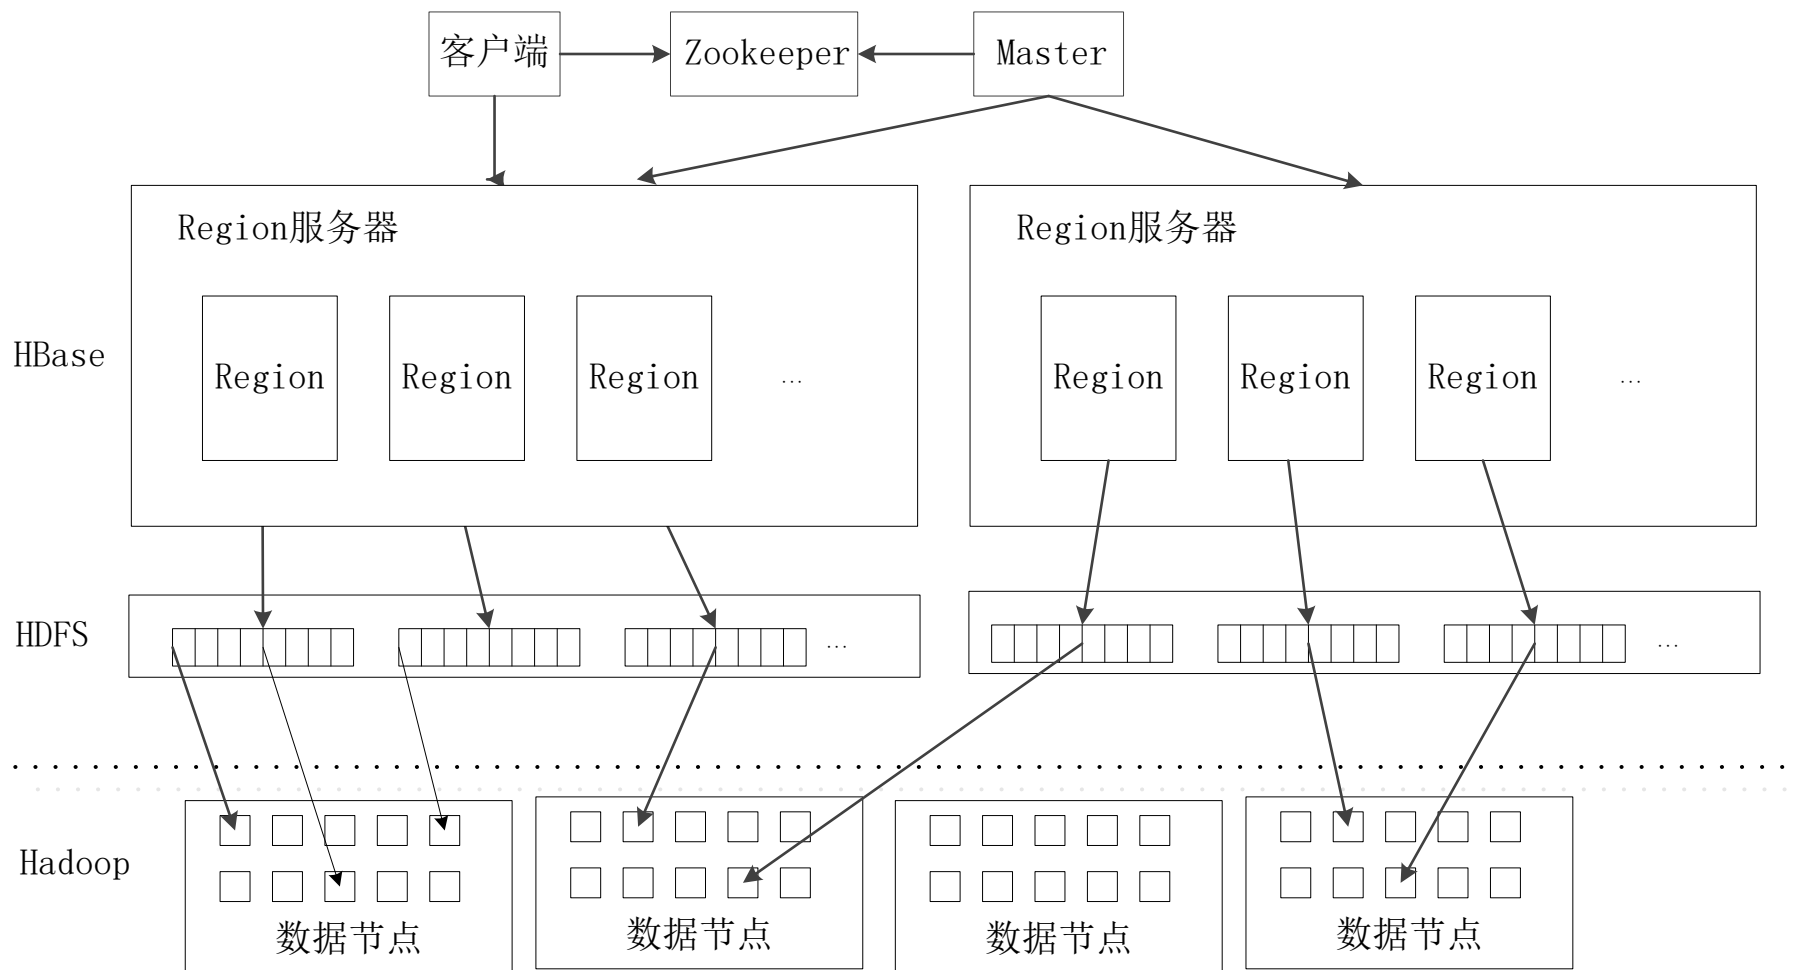 客户端
Zookeeper
Master
Region服务器
Region服务器
HBase
Region
Region
Region
...
Region
Region
Region
...
HDFS
...
...
Hadoop
数据节点
数据节点
数据节点
数据节点